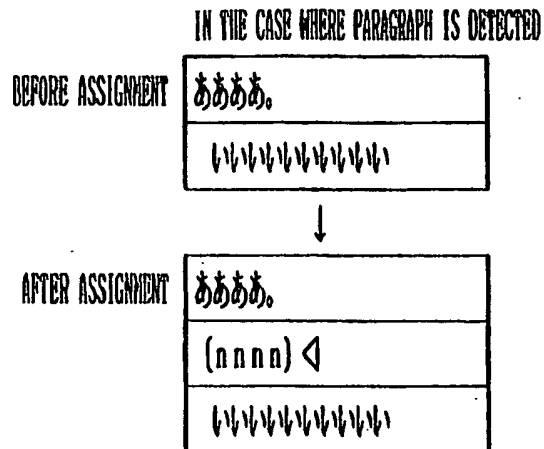 IN THE CASE WHERE PARAGRAPH IS DETECTED
BEFORE ASSIGNMENT
ああああ。
いいいいいいいいいい
↓
AFTER ASSIGNMENT
ああああ。
(nnnn)◁
いいいいいいいいいい